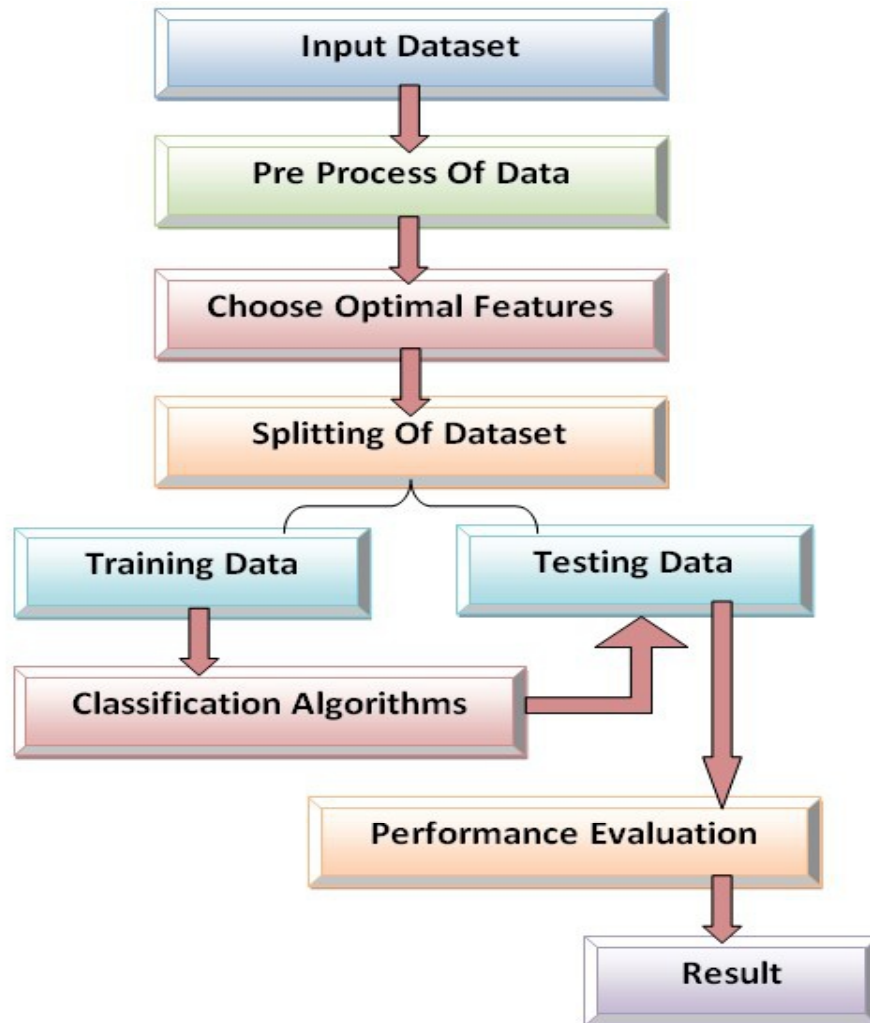 Input Dataset
Pre Process Of Data
Choose Optimal Features
Splitting Of Dataset
Training Data
Testing Data
Classification Algorithms
Performance Evaluation
Result